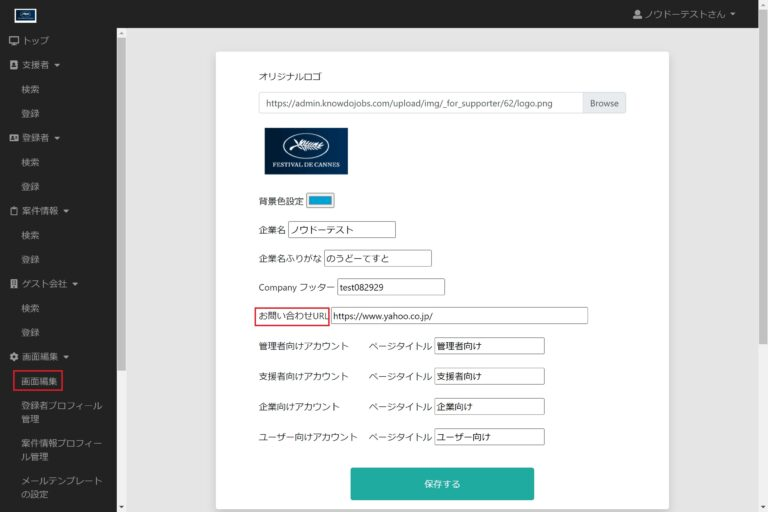 ノウドーテストさん
トップ
支援者
検索
登録
登録者
検索
登録
案件情報
検索
登録
ゲスト会社
検索
登録
画面編集
画面編集
登録者プロフィール
管理
案件情報プロフィー
ル管理
メールテンプレート
の設定
オリジナルロゴ
https://admin.knowdojobs.com/upload/img/_for_supporter/62/logo.png Browse
FESTIVAL DE CANNES
背景色設定
企業名 ノウドーテスト
企業名ふりがな のうどーてすと
Company フッター test082929
お問い合わせURL https://www.yahoo.co.jp/
管理者向けアカウント ページタイトル 管理者向け
支援者向けアカウント ページタイトル 支援者向け
企業向けアカウント ページタイトル 企業向け
ユーザー向けアカウント ページタイトル ユーザー向け
保存する